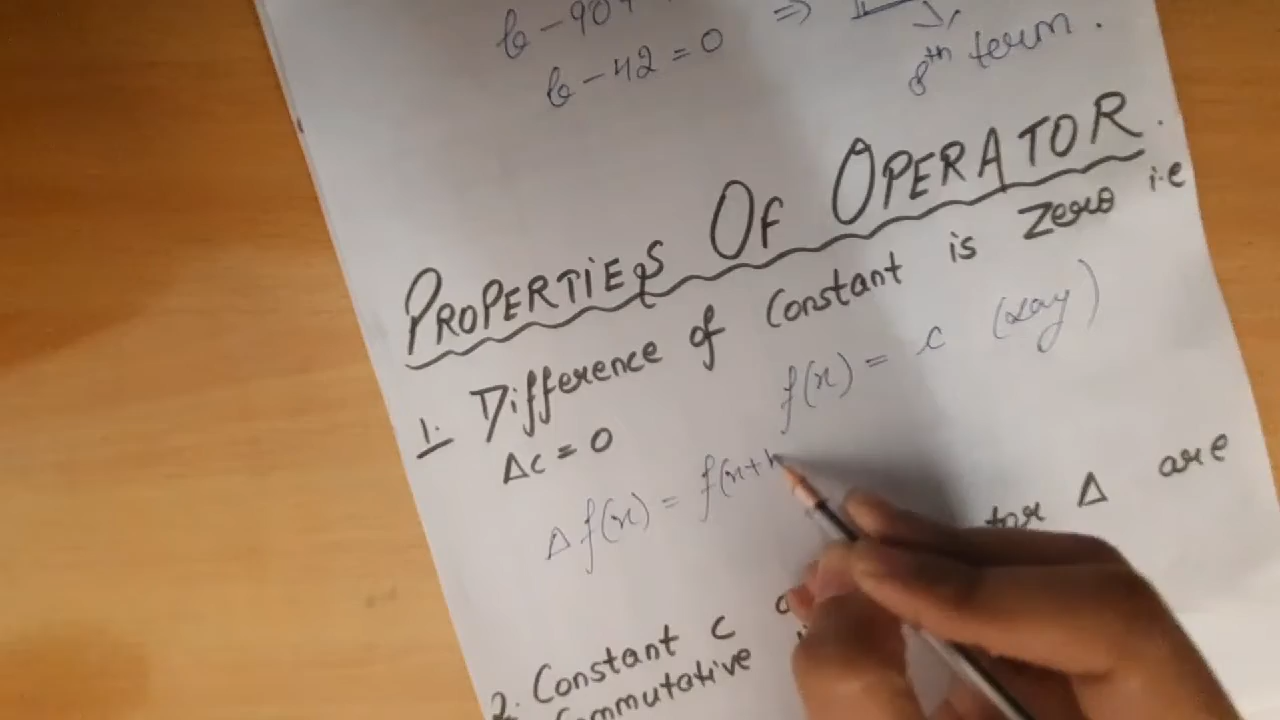 b - 90 +
b - 42 = 0 ⇒
8th term.
PROPERTIES OF OPERATOR.
1. Difference of Constant is Zero i.e
Δc = 0
f(x) = c (say)
Δf(x) = f(x+h
2. Constant c Δ are
Commutative